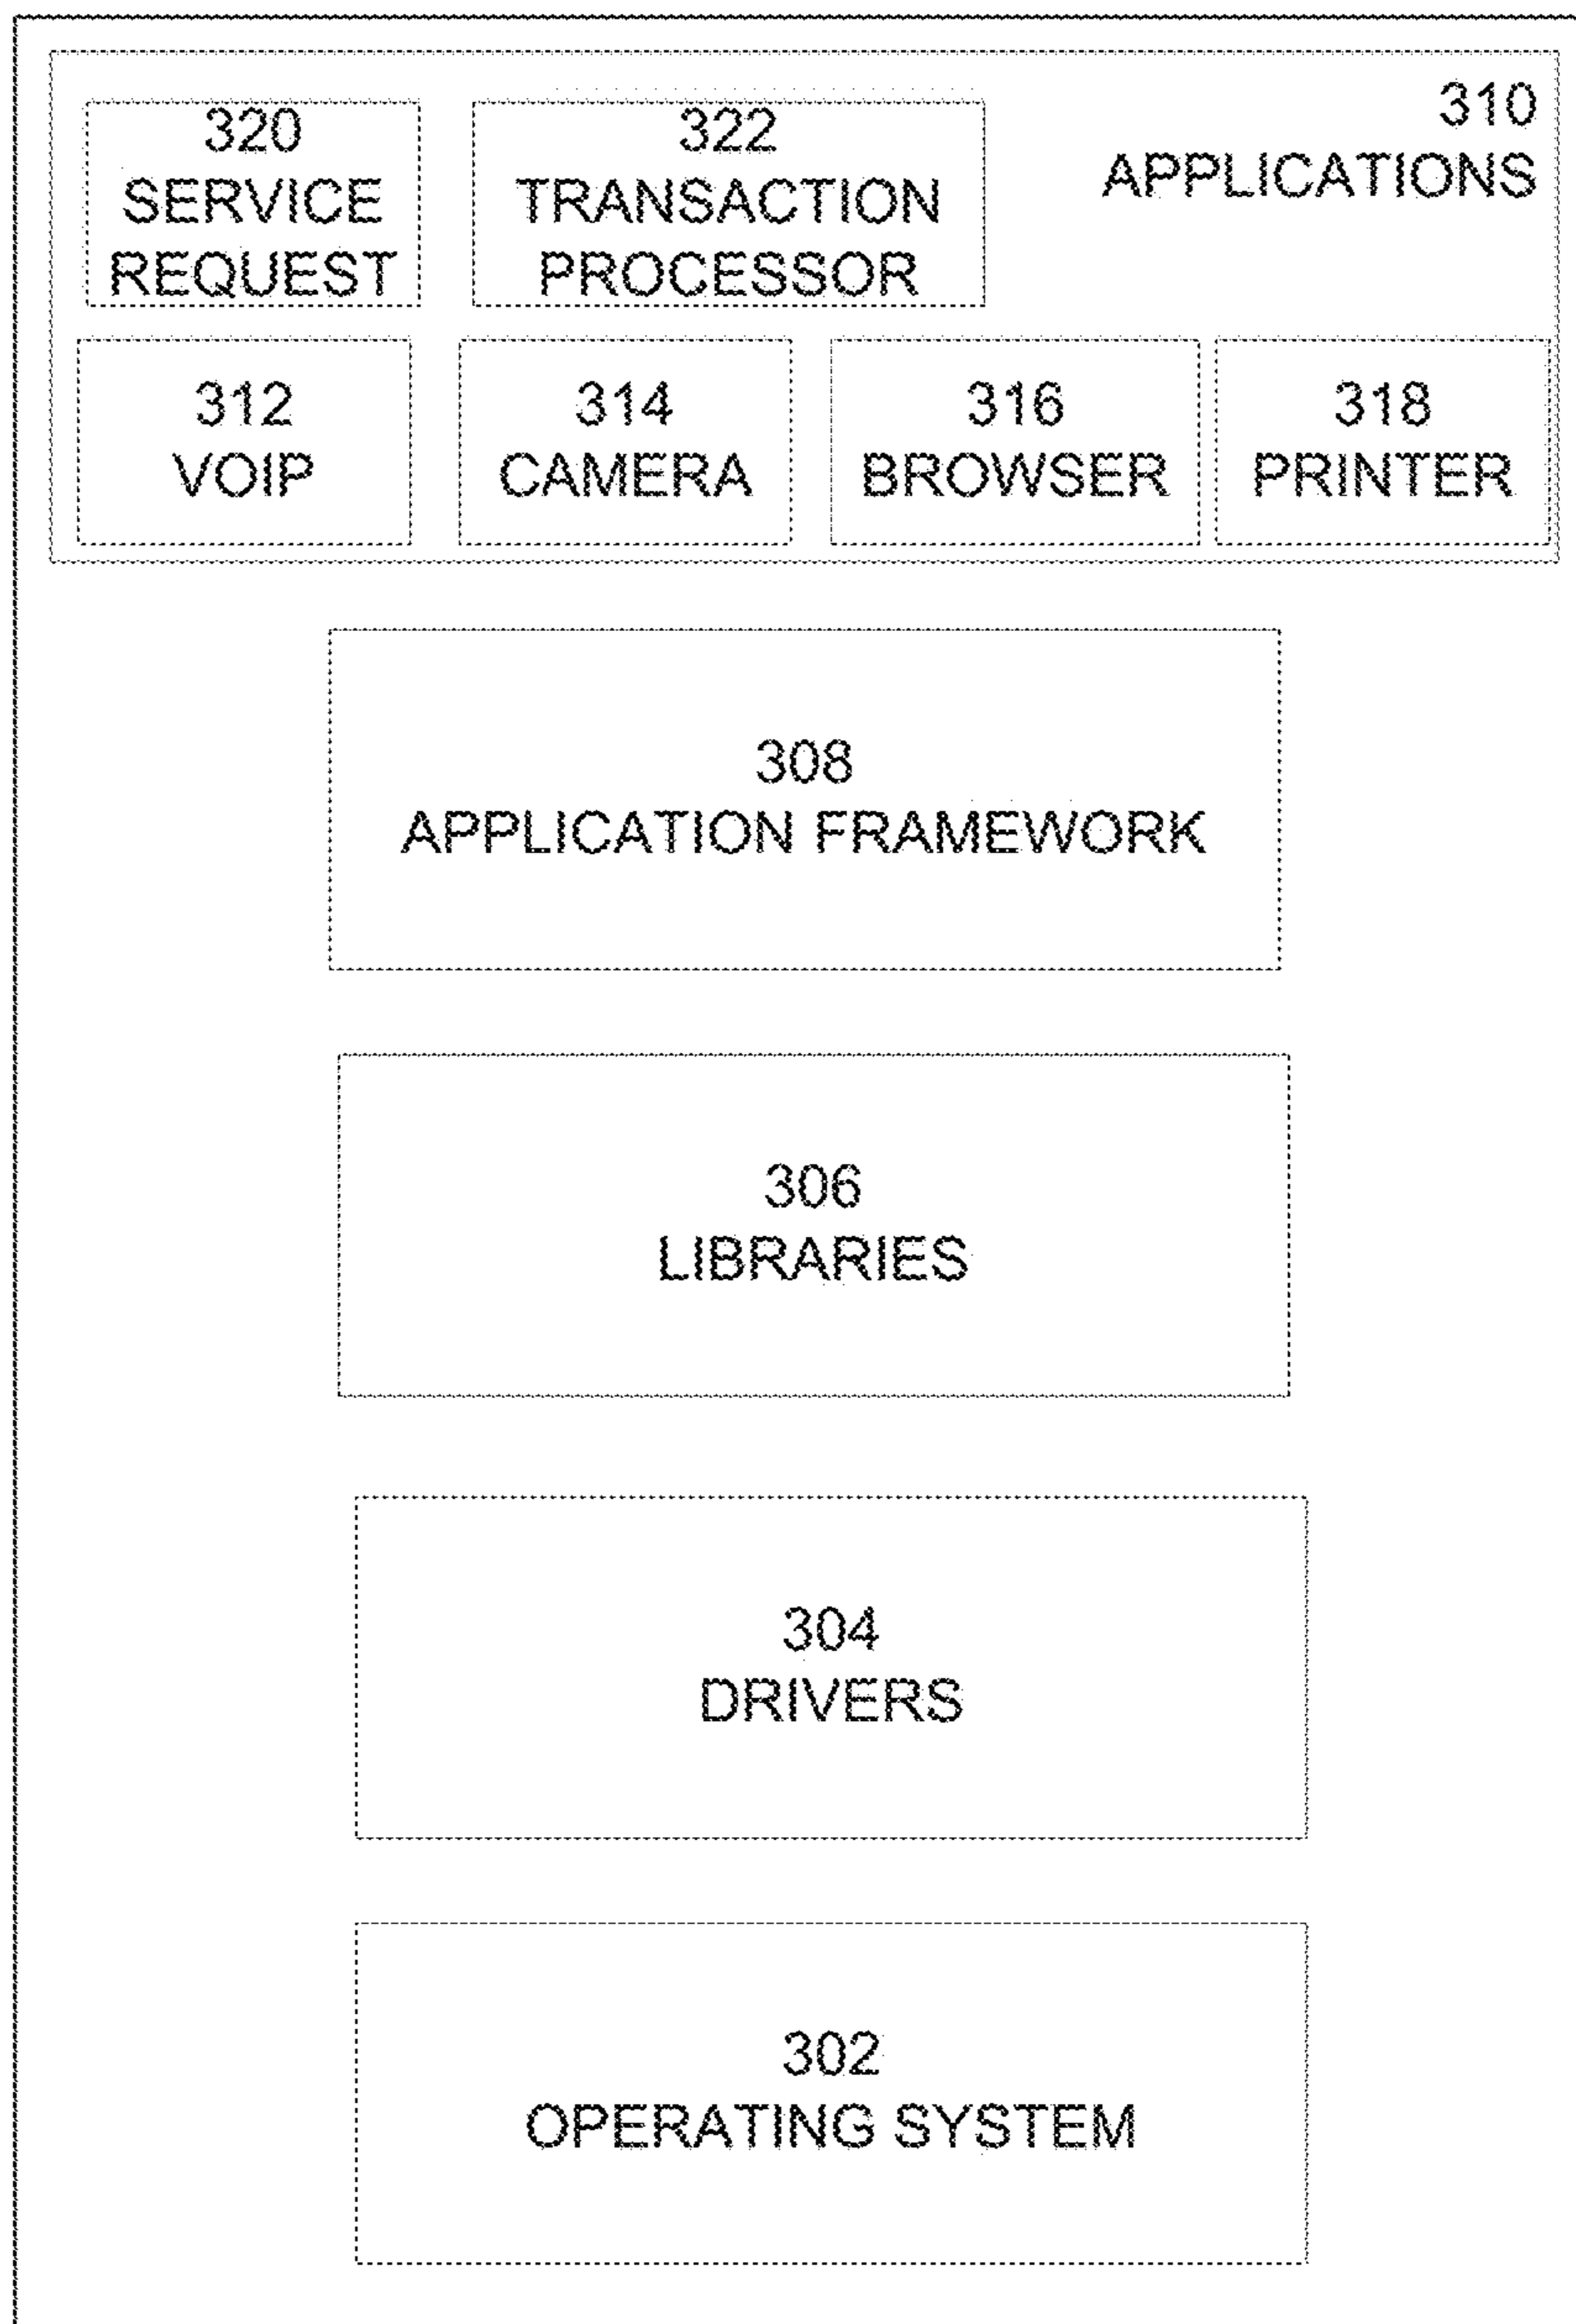 310
APPLICATIONS
320
SERVICE
REQUEST
322
TRANSACTION
PROCESSOR
312
VOIP
314
CAMERA
316
BROWSER
318
PRINTER
308
APPLICATION FRAMEWORK
306
LIBRARIES
304
DRIVERS
302
OPERATING SYSTEM